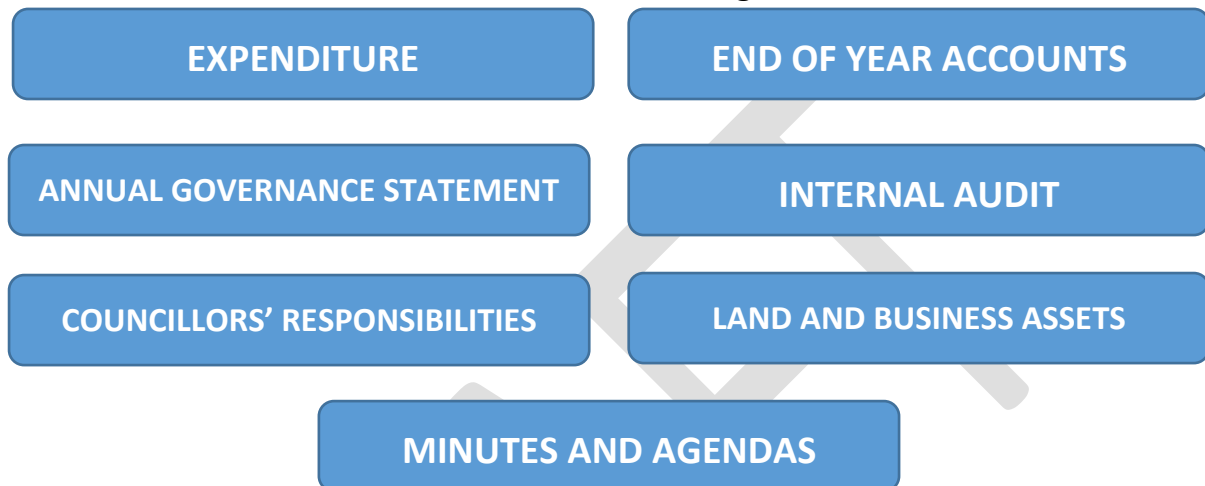 EXPENDITURE
END OF YEAR ACCOUNTS
ANNUAL GOVERNANCE STATEMENT
INTERNAL AUDIT
COUNCILLORS’ RESPONSIBILITIES
LAND AND BUSINESS ASSETS
MINUTES AND AGENDAS